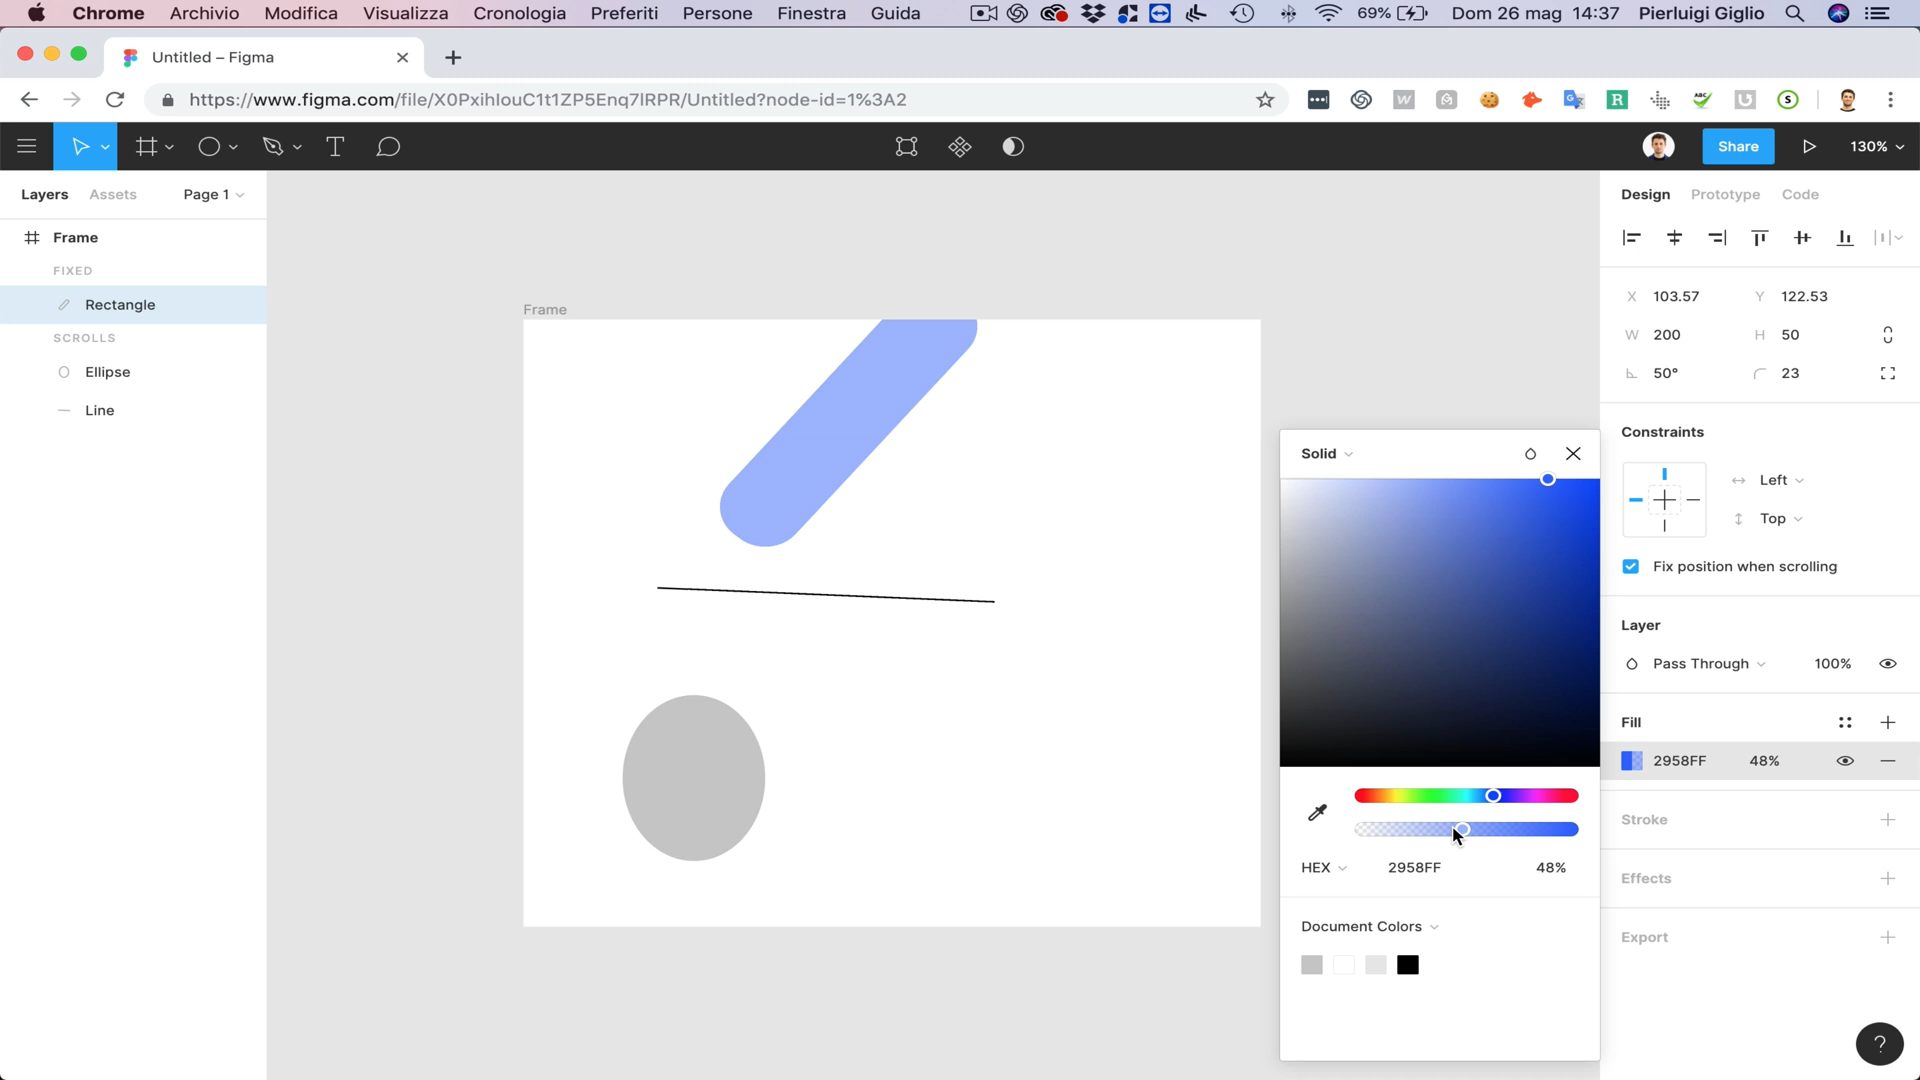 Chrome Archivio Modifica Visualizza Cronologia Preferiti Persone Finestra Guida 69% Dom 26 mag 14:37 Pierluigi Giglio
Untitled – Figma
https://www.figma.com/file/X0PxihIouC1t1ZP5Enq7lRPR/Untitled?node-id=1%3A2
Share 130%
Layers Assets Page 1
Design Prototype Code
Frame
FIXED
Rectangle
SCROLLS
Ellipse
Line
Frame
X 103.57 Y 122.53
W 200 H 50
50° 23
Constraints
Left
Top
Fix position when scrolling
Layer
Pass Through 100%
Fill
2958FF 48%
Stroke
Effects
Export
Solid
HEX 2958FF 48%
Document Colors
?